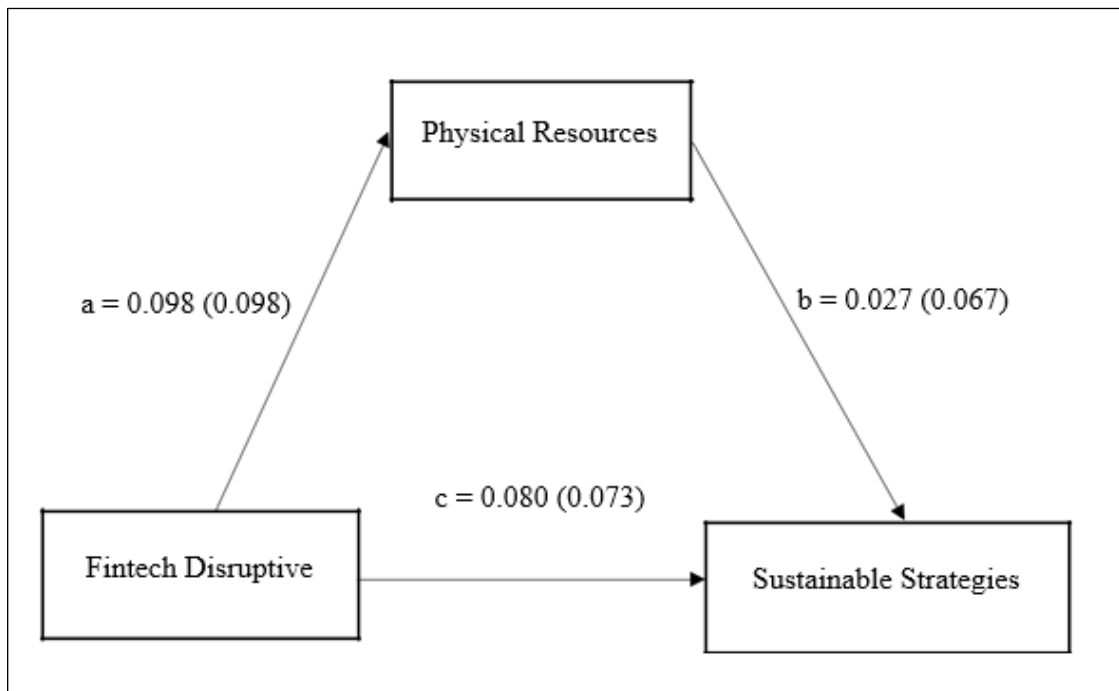 Physical Resources
a = 0.098 (0.098)
b = 0.027 (0.067)
c = 0.080 (0.073)
Fintech Disruptive
Sustainable Strategies